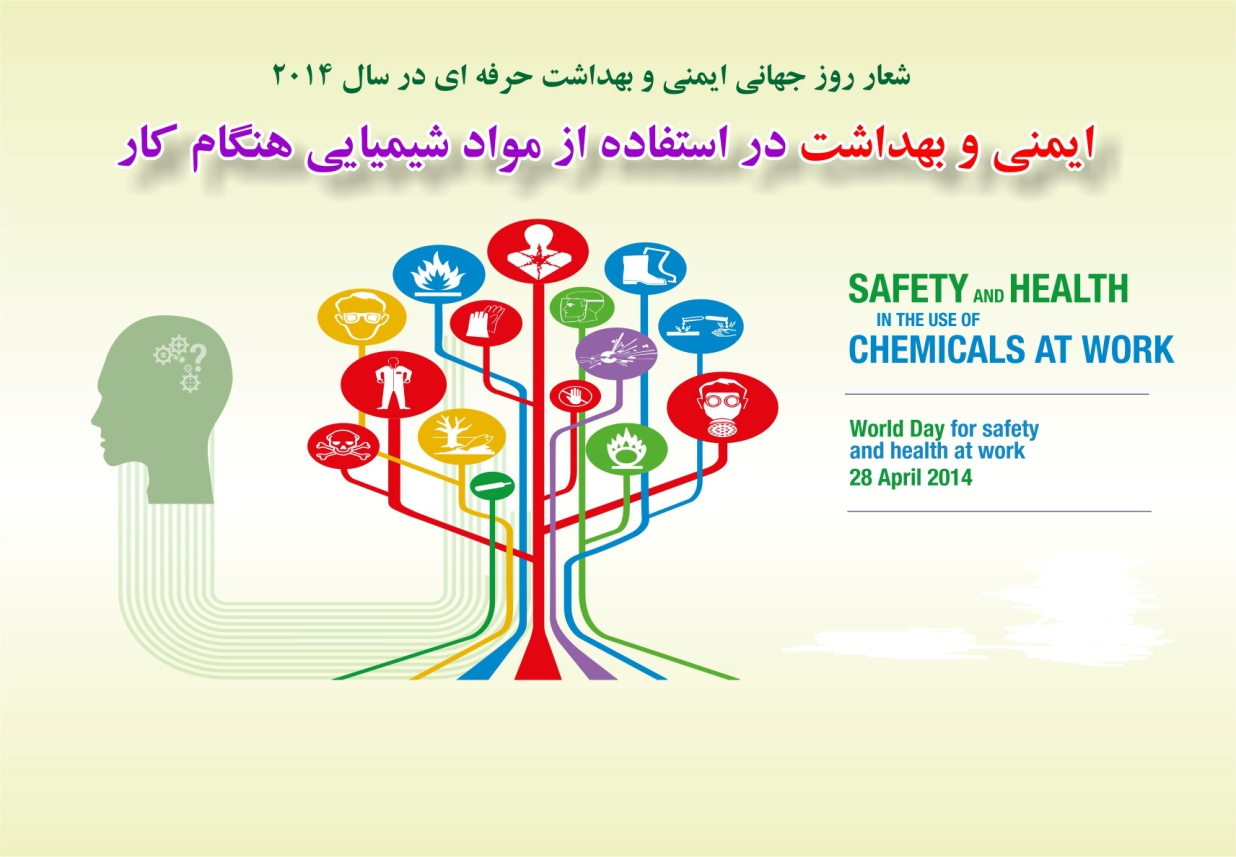 شعار روز جهانی ایمنی و بهداشت حرفه ای در سال ۲۰۱۴
ایمنی و بهداشت در استفاده از مواد شیمیایی هنگام کار
SAFETY AND HEALTH
IN THE USE OF
CHEMICALS AT WORK
World Day for safety
and health at work
28 April 2014
?